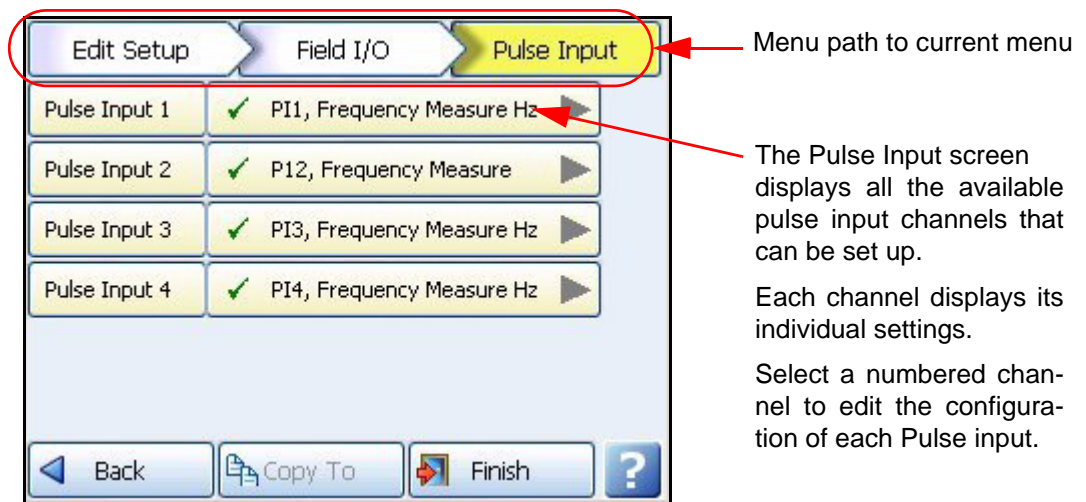 Edit Setup
Field I/O
Pulse Input
Menu path to current menu
Pulse Input 1
PI1, Frequency Measure Hz
Pulse Input 2
P12, Frequency Measure
Pulse Input 3
PI3, Frequency Measure Hz
Pulse Input 4
PI4, Frequency Measure Hz
The Pulse Input screen
displays all the available
pulse input channels that
can be set up.
Each channel displays its
individual settings.
Select a numbered chan-
nel to edit the configura-
tion of each Pulse input.
Back
Copy To
Finish
?